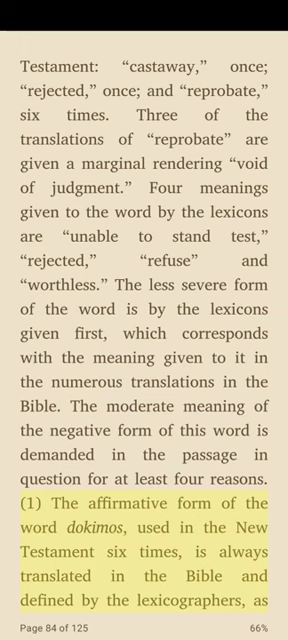 Testament: “castaway,” once;
“rejected,” once; and “reprobate,”
six times. Three of the
translations of “reprobate” are
given a marginal rendering “void
of judgment.” Four meanings
given to the word by the lexicons
are “unable to stand test,”
“rejected,” “refuse” and
“worthless.” The less severe form
of the word is by the lexicons
given first, which corresponds
with the meaning given to it in
the numerous translations in the
Bible. The moderate meaning of
the negative form of this word is
demanded in the passage in
question for at least four reasons.
(1) The affirmative form of the
word dokimos, used in the New
Testament six times, is always
translated in the Bible and
defined by the lexicographers, as
Page 84 of 125 66%